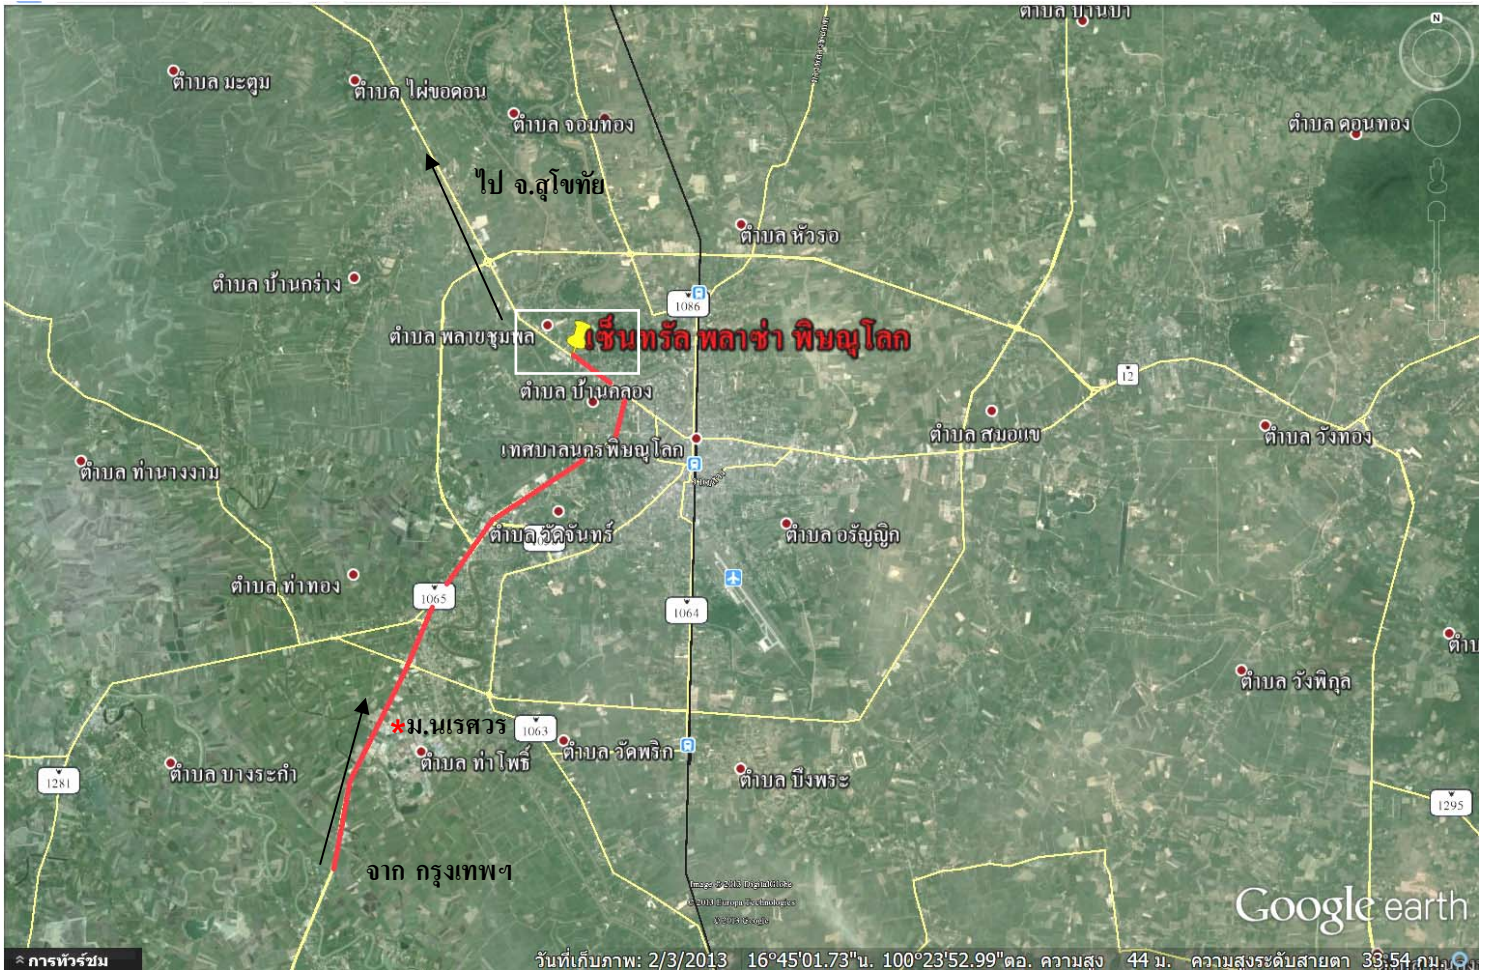 ตำบล บ้านป่า
N
ตำบล มะตูม
ตำบล ไผ่ขอดอน
ตำบล จอมทอง
ตำบล ดอนทอง
ไป จ.สุโขทัย
ตำบล หัวรอ
ตำบล บ้านกร่าง
1086
ตำบล พลายชุมพล
เซ็นทรัล พลาซ่า พิษณุโลก
12
ตำบล บ้านคลอง
ตำบล สมอแข
ตำบล วังทอง
เทศบาลนครพิษณุโลก
ตำบล ท่านางงาม
ตำบล วัดจันทร์
ตำบล อรัญญิก
ตำบล ท่าทอง
1065
1064
ตำบล วังพิกุล
*ม.นเรศวร
1063
ตำบล วัดพริก
ตำบล ท่าโพธิ์
ตำบล บางระกำ
ตำบล บึงพระ
1281
1295
จาก กรุงเทพฯ
Image © 2013 DigitalGlobe
© 2013 Europa Technologies
© 2013 Google
Google earth
การทัวร์ชม
วันที่เก็บภาพ: 2/3/2013 16°45'01.73"น. 100°23'52.99"ตอ. ความสูง 44 ม. ความสูงระดับสายตา 33.54 กม.